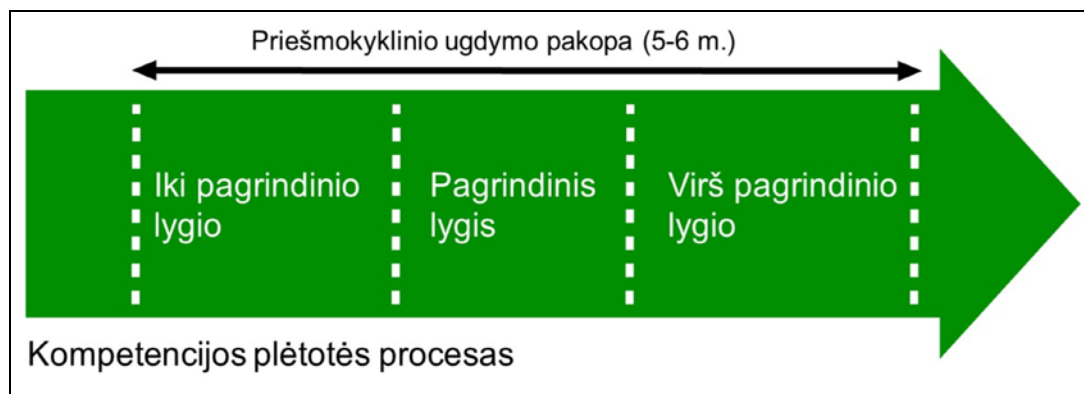 Priešmokyklinio ugdymo pakopa (5-6 m.)
Iki pagrindinio
lygio
Pagrindinis
lygis
Virš pagrindinio
lygio
Kompetencijos plėtotės procesas